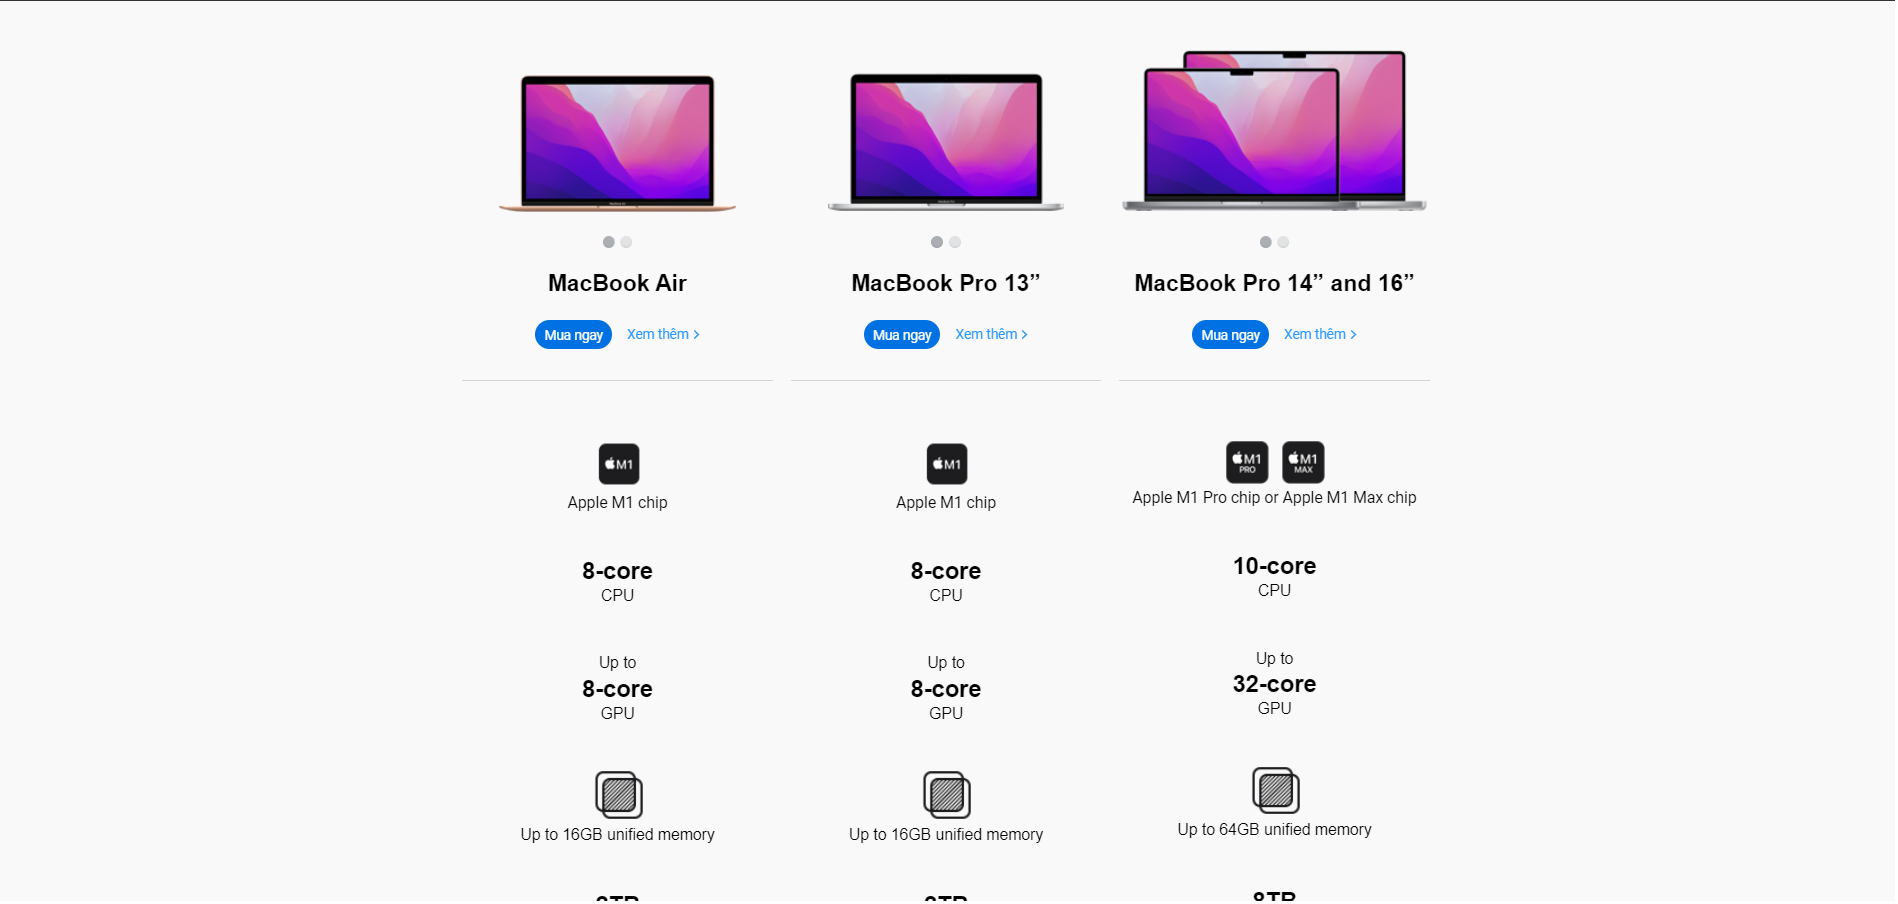 MacBook Air
Mua ngay
Xem thêm >
M1
Apple M1 chip
8-core
CPU
Up to
8-core
GPU
Up to 16GB unified memory
MacBook Pro 13”
Mua ngay
Xem thêm >
M1
Apple M1 chip
8-core
CPU
Up to
8-core
GPU
Up to 16GB unified memory
MacBook Pro 14” and 16”
Mua ngay
Xem thêm >
M1 PRO
M1 MAX
Apple M1 Pro chip or Apple M1 Max chip
10-core
CPU
Up to
32-core
GPU
Up to 64GB unified memory
8TB